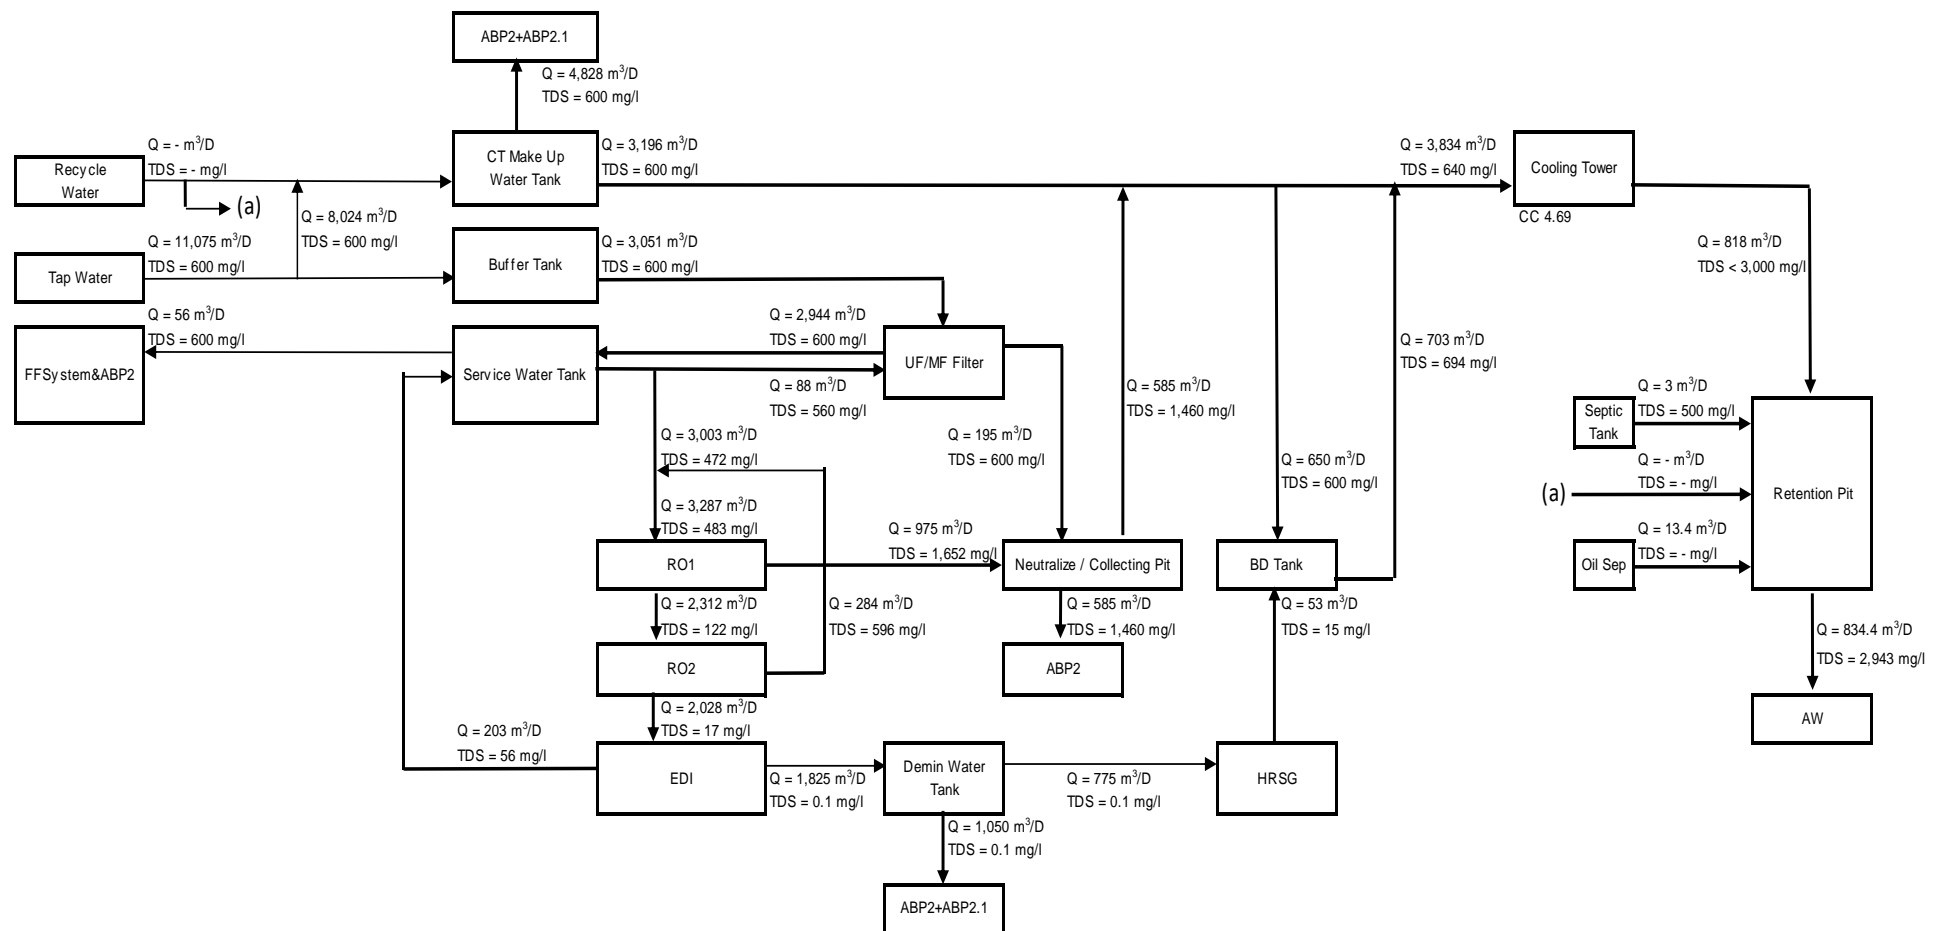 ABP2+ABP2.1
Q = 4,828 m³/D
TDS = 600 mg/l
Q = - m³/D
TDS = - mg/l
Recycle
Water
(a)
CT Make Up
Water Tank
Q = 3,196 m³/D
TDS = 600 mg/l
Q = 3,834 m³/D
TDS = 640 mg/l
Cooling Tower
CC 4.69
Q = 8,024 m³/D
TDS = 600 mg/l
Q = 11,075 m³/D
TDS = 600 mg/l
Tap Water
Buffer Tank
Q = 3,051 m³/D
TDS = 600 mg/l
Q = 818 m³/D
TDS < 3,000 mg/l
Q = 56 m³/D
TDS = 600 mg/l
FFSystem&ABP2
Service Water Tank
Q = 2,944 m³/D
TDS = 600 mg/l
UF/MF Filter
Q = 88 m³/D
TDS = 560 mg/l
Q = 703 m³/D
TDS = 694 mg/l
Q = 585 m³/D
TDS = 1,460 mg/l
Q = 3 m³/D
TDS = 500 mg/l
Septic
Tank
Q = 3,003 m³/D
TDS = 472 mg/l
Q = 195 m³/D
TDS = 600 mg/l
Q = 650 m³/D
TDS = 600 mg/l
Q = - m³/D
TDS = - mg/l
(a)
Retention Pit
Q = 3,287 m³/D
TDS = 483 mg/l
Q = 975 m³/D
TDS = 1,652 mg/l
Q = 13.4 m³/D
TDS = - mg/l
RO1
Neutralize / Collecting Pit
BD Tank
Oil Sep
Q = 2,312 m³/D
TDS = 122 mg/l
Q = 284 m³/D
TDS = 596 mg/l
Q = 585 m³/D
TDS = 1,460 mg/l
Q = 53 m³/D
TDS = 15 mg/l
Q = 834.4 m³/D
TDS = 2,943 mg/l
RO2
ABP2
AW
Q = 2,028 m³/D
TDS = 17 mg/l
Q = 203 m³/D
TDS = 56 mg/l
EDI
Q = 1,825 m³/D
TDS = 0.1 mg/l
Demin Water
Tank
Q = 775 m³/D
TDS = 0.1 mg/l
HRSG
Q = 1,050 m³/D
TDS = 0.1 mg/l
ABP2+ABP2.1